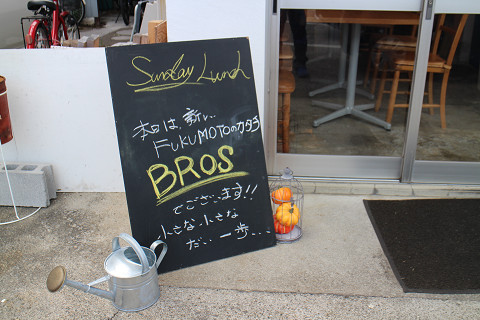 Sunday Lunch
本日は、新しい
FUKUMOTOのカタチ
BROS
でございます!!
小さな小さな
だ... 一歩...